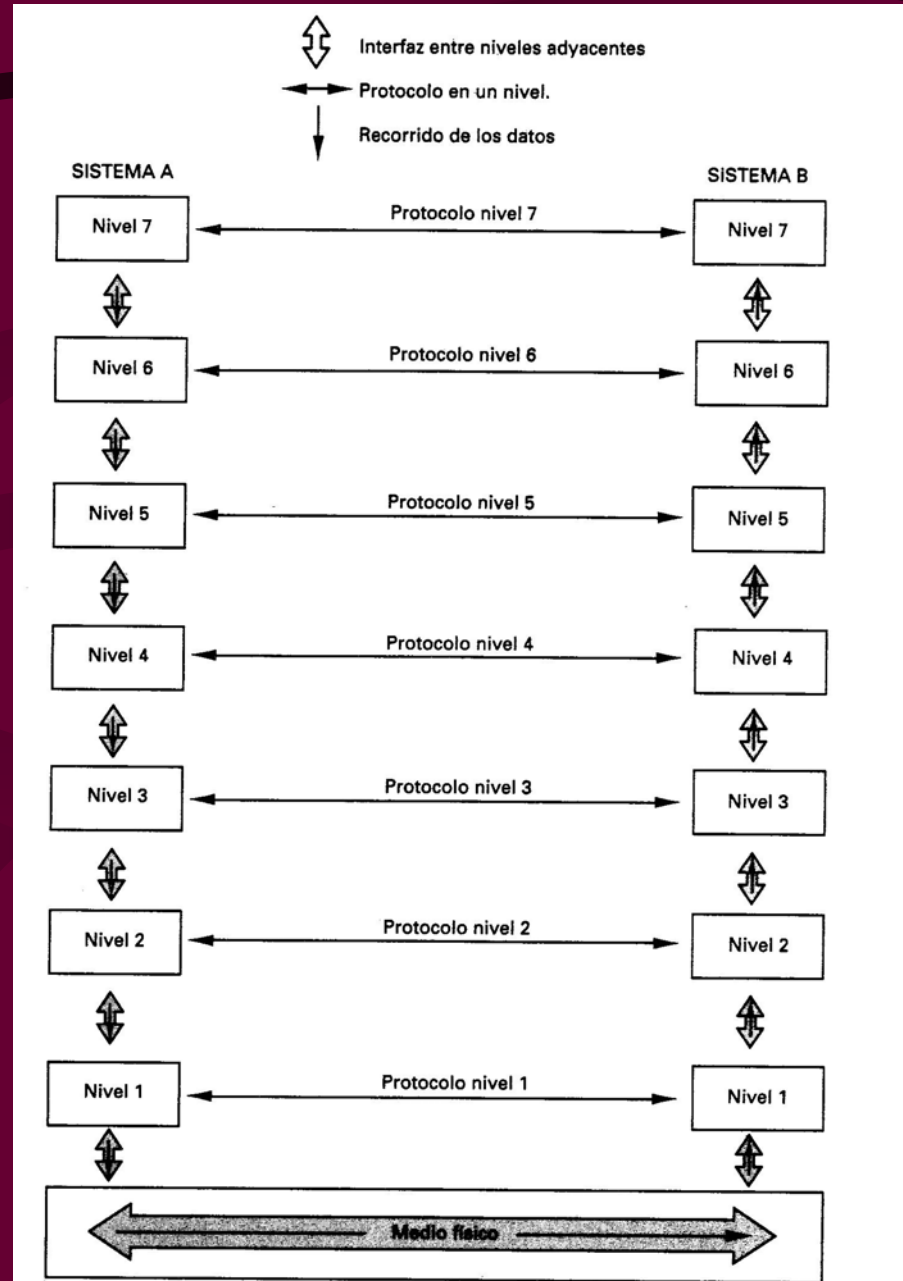 Interfaz entre niveles adyacentes
Protocolo en un nivel.
Recorrido de los datos
SISTEMA A
SISTEMA B
Nivel 7
Protocolo nivel 7
Nivel 7
Nivel 6
Protocolo nivel 6
Nivel 6
Nivel 5
Protocolo nivel 5
Nivel 5
Nivel 4
Protocolo nivel 4
Nivel 4
Nivel 3
Protocolo nivel 3
Nivel 3
Nivel 2
Protocolo nivel 2
Nivel 2
Nivel 1
Protocolo nivel 1
Nivel 1
Medio físico